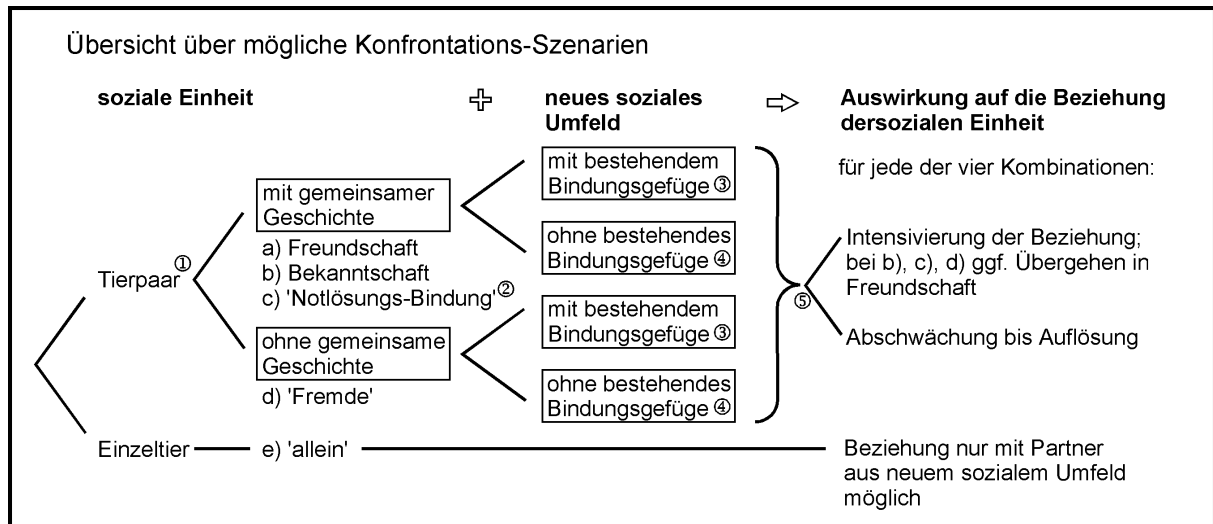 Übersicht über mögliche Konfrontations-Szenarien
soziale Einheit
neues soziales
Umfeld
Auswirkung auf die Beziehung
dersozialen Einheit
Tierpaar①
mit gemeinsamer
Geschichte
a) Freundschaft
b) Bekanntschaft
c) 'Notlösungs-Bindung'②
ohne gemeinsame
Geschichte
d) 'Fremde'
mit bestehendem
Bindungsgefüge ③
ohne bestehendes
Bindungsgefüge ④
mit bestehendem
Bindungsgefüge ③
ohne bestehendes
Bindungsgefüge ④
⑤
für jede der vier Kombinationen:
Intensivierung der Beziehung;
bei b), c), d) ggf. Übergehen in
Freundschaft
Abschwächung bis Auflösung
Einzeltier
e) 'allein'
Beziehung nur mit Partner
aus neuem sozialem Umfeld
möglich